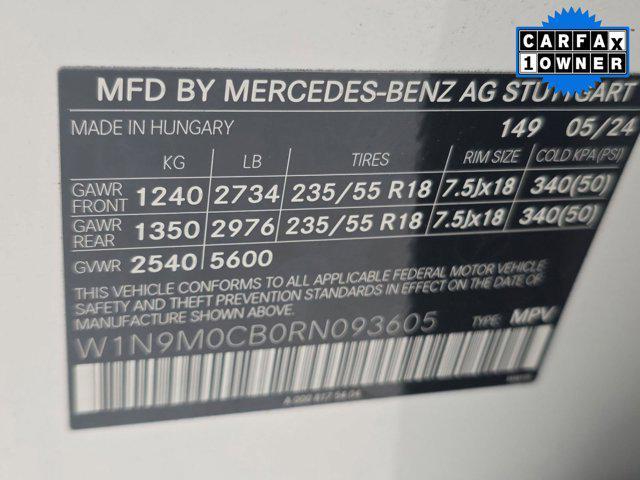 CARFAX
1 OWNER
MFD BY MERCEDES-BENZ AG STUTTGART
MADE IN HUNGARY 149 05/24
KG LB TIRES RIM SIZE COLD KPA(PSI)
GAWR FRONT 1240 2734 235/55 R18 7.5Jx18 340(50)
GAWR REAR 1350 2976 235/55 R18 7.5Jx18 340(50)
GVWR 2540 5600
THIS VEHICLE CONFORMS TO ALL APPLICABLE FEDERAL MOTOR VEHICLE
SAFETY AND THEFT PREVENTION STANDARDS IN EFFECT ON THE DATE OF
MANUFACTURE SHOWN ABOVE.
W1N9M0CB0RN093605 TYPE: MPV